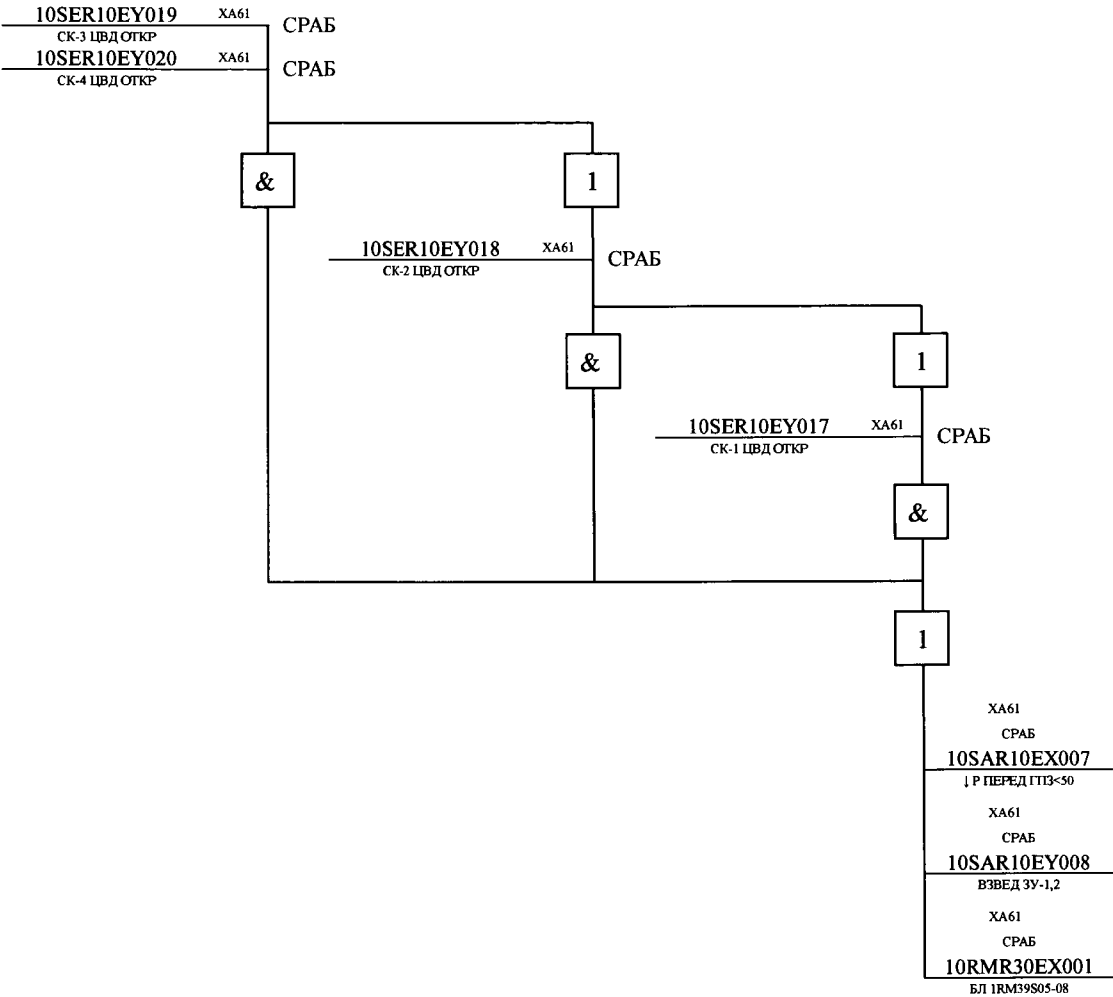 10SER10EY019 XA61 СРАБ
СК-3 ЦВД ОТКР
10SER10EY020 XA61 СРАБ
СК-4 ЦВД ОТКР
& 1
10SER10EY018 XA61 СРАБ
СК-2 ЦВД ОТКР
& 1
10SER10EY017 XA61 СРАБ
СК-1 ЦВД ОТКР
&
1
XA61
СРАБ
10SAR10EX007
↓ Р ПЕРЕД ГПЗ<50
XA61
СРАБ
10SAR10EY008
ВЗВЕД ЗУ-1,2
XA61
СРАБ
10RMR30EX001
БЛ 1RM39S05-08